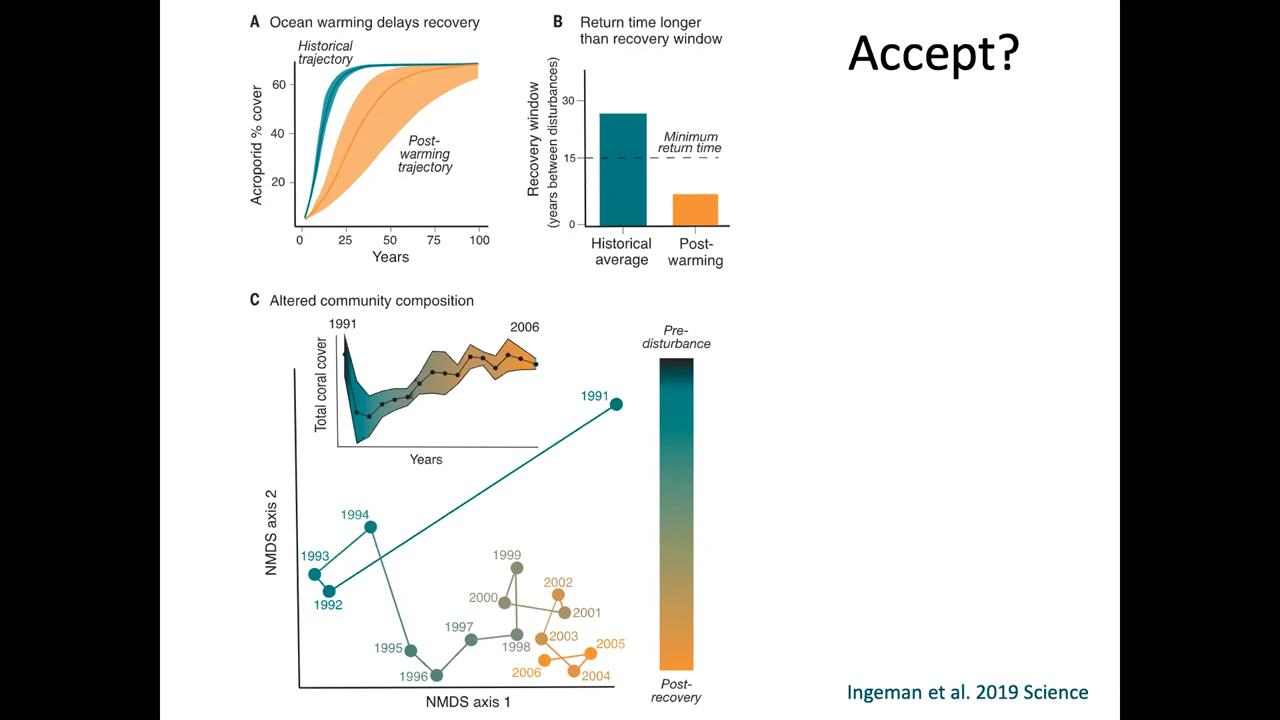 A Ocean warming delays recovery
Historical
trajectory
60
40
20
Acroporid % cover
Post-
warming
trajectory
0 25 50 75 100
Years
B Return time longer
than recovery window
Recovery window
(years between disturbances)
30
15
0
Minimum
return time
Historical
average
Post-
warming
Accept?
C Altered community composition
1991
2006
Total coral cover
Years
Pre-
disturbance
1991
NMDS axis 2
1994
1993
1992
1999
2002
2000
2001
1997
2003
1998
2005
1995
2006
2004
1996
NMDS axis 1
Post-
recovery
Ingeman et al. 2019 Science